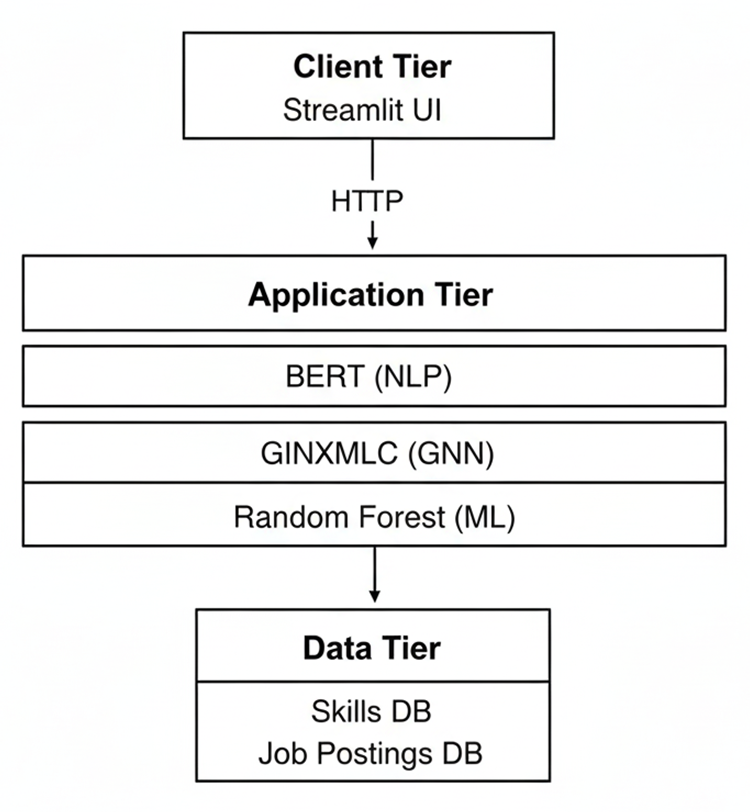 Client Tier
Streamlit UI
HTTP
Application Tier
BERT (NLP)
GINXMLC (GNN)
Random Forest (ML)
Data Tier
Skills DB
Job Postings DB